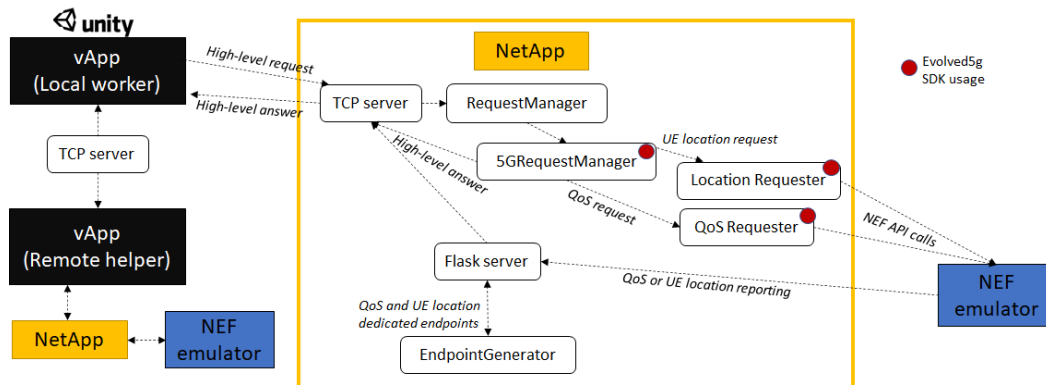 unity
vApp
(Local worker)
TCP server
vApp
(Remote helper)
NetApp
NEF
emulator
High-level request
High-level answer
NetApp
TCP server
RequestManager
5GRequestManager
UE location request
Location Requester
QoS request
QoS Requester
High-level answer
NEF API calls
Flask server
QoS or UE location reporting
QoS and UE location
dedicated endpoints
EndpointGenerator
Evolved5g
SDK usage
NEF
emulator